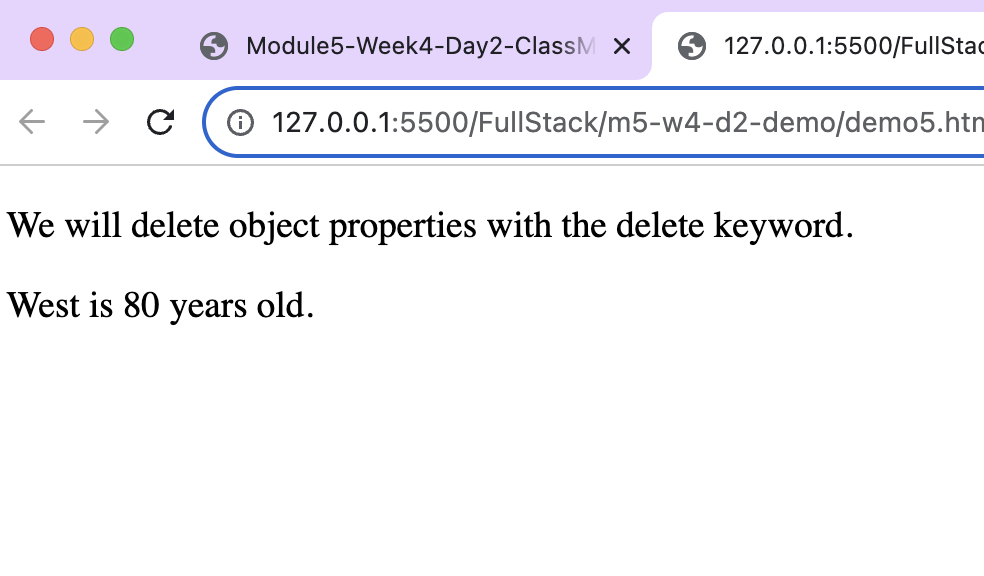 Module5-Week4-Day2-ClassM
127.0.0.1:5500/FullStac
127.0.0.1:5500/FullStack/m5-w4-d2-demo/demo5.htm
We will delete object properties with the delete keyword.
West is 80 years old.